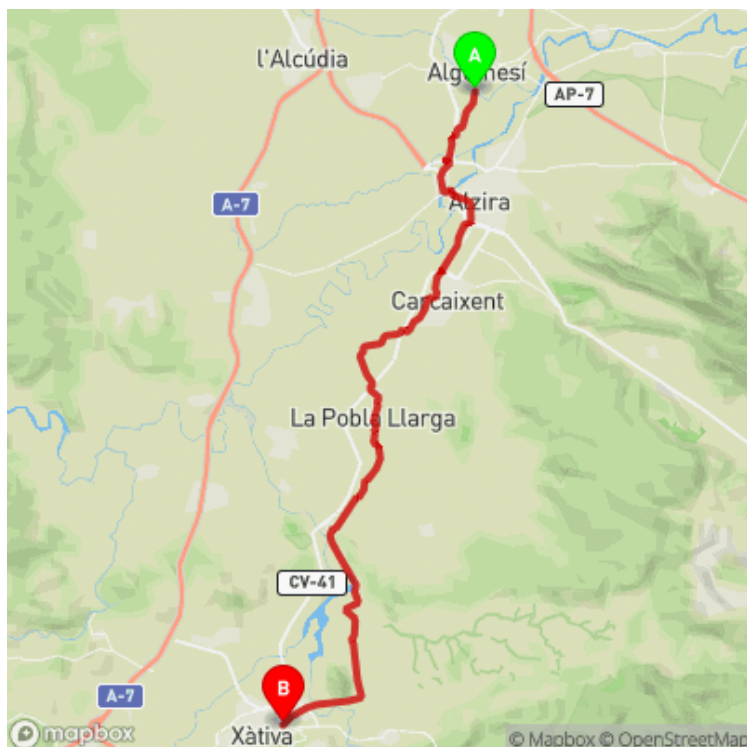 A
l'Alcúdia
Algemesí
AP-7
A-7
Alzira
Carcaixent
La Pobla Llarga
CV-41
A-7
B
Xàtiva
mapbox
© Mapbox © OpenStreetMap